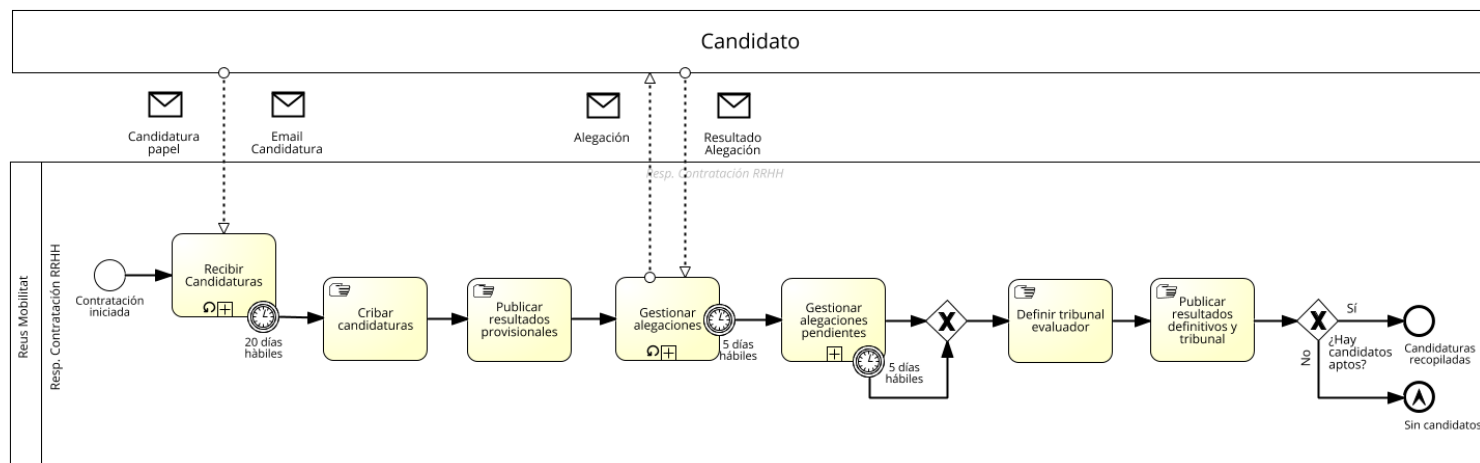 Candidato
Candidatura
papel
Email
Candidatura
Alegación
Resultado
Alegación
Resp. Contratación RRHH
Reus Mobilitat
Resp. Contratación RRHH
Contratación
iniciada
Recibir
Candidaturas
20 días
hàbiles
Cribar
candidaturas
Publicar
resultados
provisionales
Gestionar
alegaciones
5 días
hábiles
Gestionar
alegaciones
pendientes
5 días
hábiles
Definir tribunal
evaluador
Publicar
resultados
definitivos y
tribunal
¿Hay
candidatos
aptos?
Sí
No
Candidaturas
recopiladas
Sin candidatos